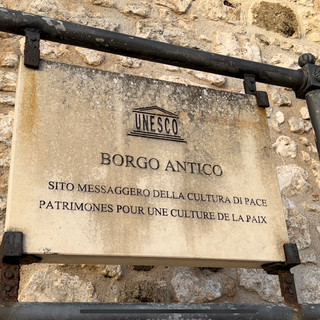 UNESCO
BORGO ANTICO
SITO MESSAGGERO DELLA CULTURA DI PACE
PATRIMONES POUR UNE CULTURE DE LA PAIX